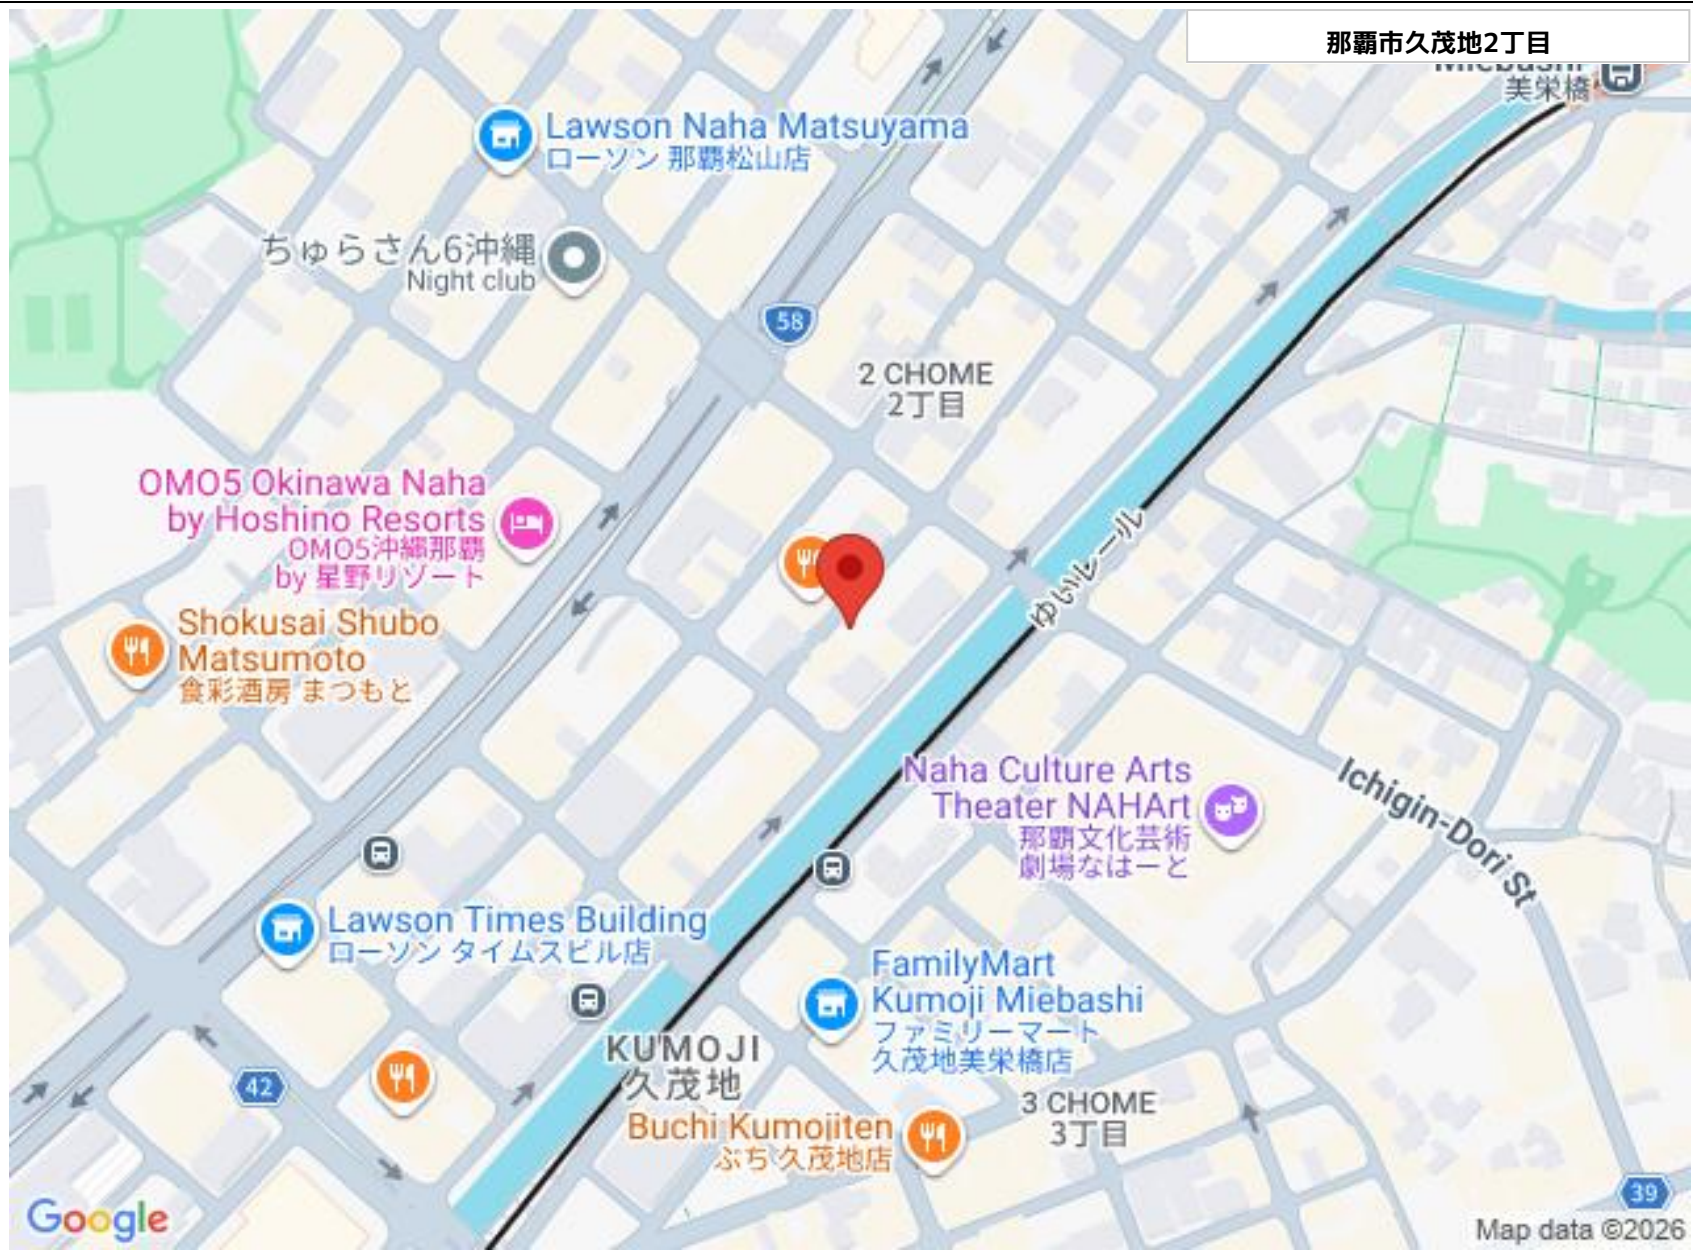 那覇市久茂地2丁目
Miebashi
美栄橋
Lawson Naha Matsuyama
ローソン 那覇松山店
ちゅらさん6沖縄
Night club
58
2 CHOME
2丁目
OMO5 Okinawa Naha
by Hoshino Resorts
OMO5沖縄那覇
by 星野リゾート
ゆいレール
Shokusai Shubo
Matsumoto
食彩酒房 まつもと
Naha Culture Arts
Theater NAHArt
那覇文化芸術
劇場なはーと
Ichigin-Dori St
Lawson Times Building
ローソン タイムスビル店
FamilyMart
Kumoji Miebashi
ファミリーマート
久茂地美栄橋店
KUMOJI
久茂地
42
3 CHOME
3丁目
Buchi Kumojiten
ぶち 久茂地店
39
Google
Map data ©2026